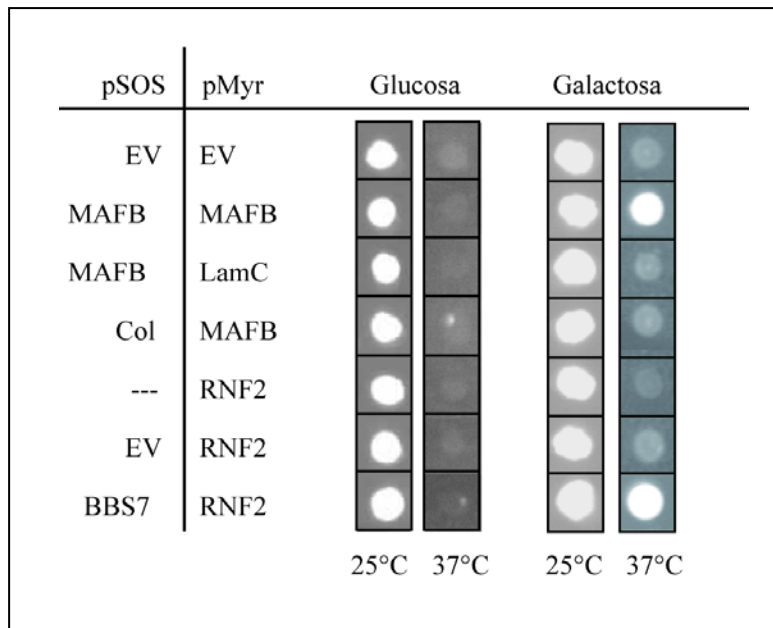 pSOS pMyr Glucosa Galactosa
EV EV
MAFB MAFB
MAFB LamC
Col MAFB
--- RNF2
EV RNF2
BBS7 RNF2
25°C 37°C 25°C 37°C